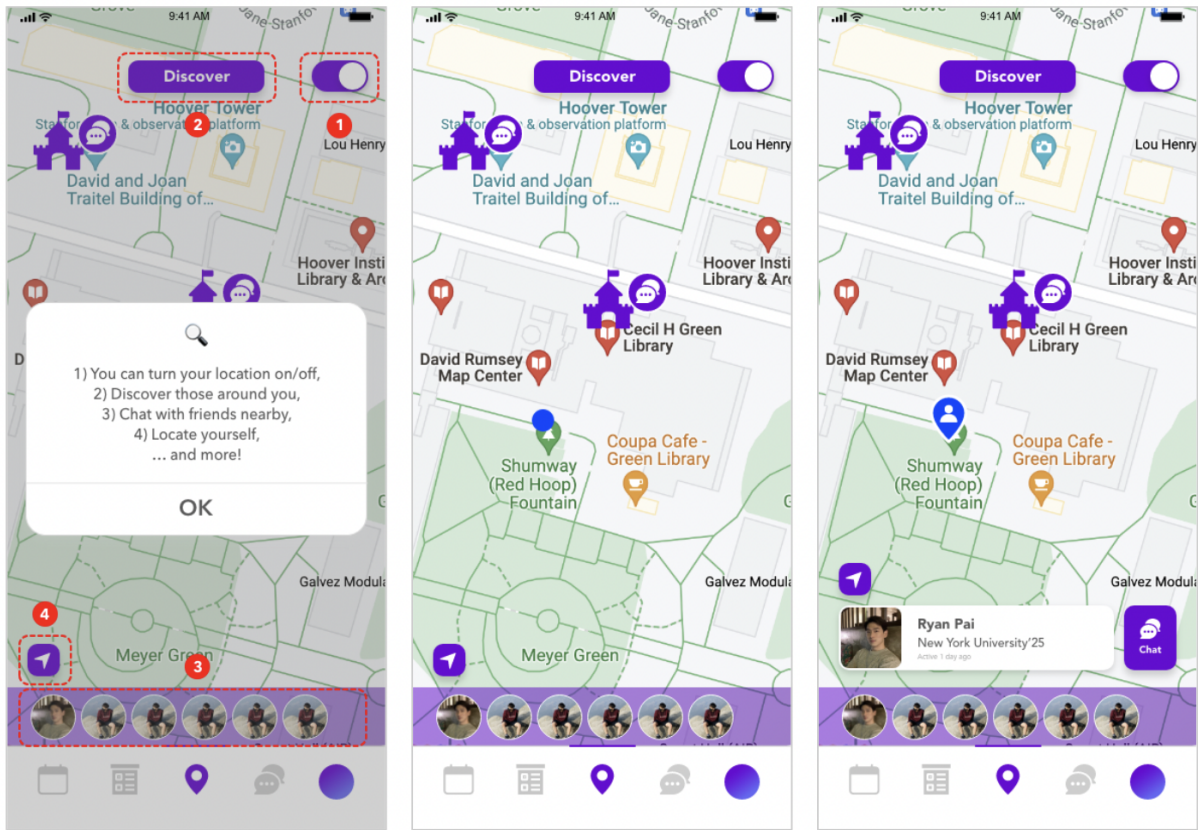 Grove
9:41 AM
Discover
2
1
Hoover Tower
& observation platform
Lou Henry
David and Joan
Traitel Building of...
Hoover Insti
Library & Arc
D
🔍
1) You can turn your location on/off,
2) Discover those around you,
3) Chat with friends nearby,
4) Locate yourself,
... and more!
OK
Galvez Modula
4
3
Meyer Green
9:41 AM
Discover
Hoover Tower
& observation platform
Lou Henry
David and Joan
Traitel Building of...
Hoover Insti
Library & Arc
Cecil H Green
Library
David Rumsey
Map Center
Coupa Cafe -
Green Library
Shumway
(Red Hoop)
Fountain
G
Galvez Modula
Meyer Green
9:41 AM
Discover
Hoover Tower
& observation platform
Lou Henry
David and Joan
Traitel Building of...
Hoover Insti
Library & Arc
Cecil H Green
Library
David Rumsey
Map Center
Coupa Cafe -
Green Library
Shumway
(Red Hoop)
Fountain
G
Galvez Modula
Ryan Pai
New York University'25
Active 1 day ago
Chat